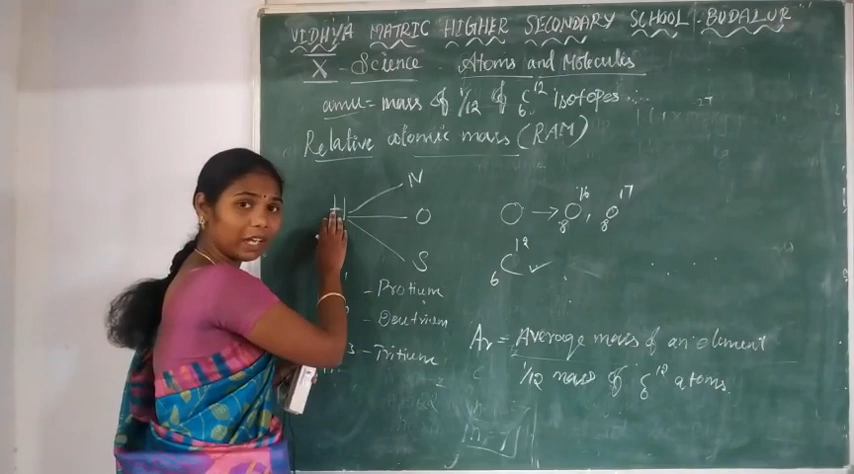 VIDHYA MATRIC HIGHER SECONDARY SCHOOL - BUDALUR
X - Science Atoms and Molecules
amu = mass of 1/12 of 6C12 isotopes
Relative atomic mass (RAM)
H N O S
O → 8O16, 8O17
6C12 ✓
1 - Protium
- Deutrium
3 - Tritium
Ar = Average mass of an element
1/12 mass of 6C12 atoms.